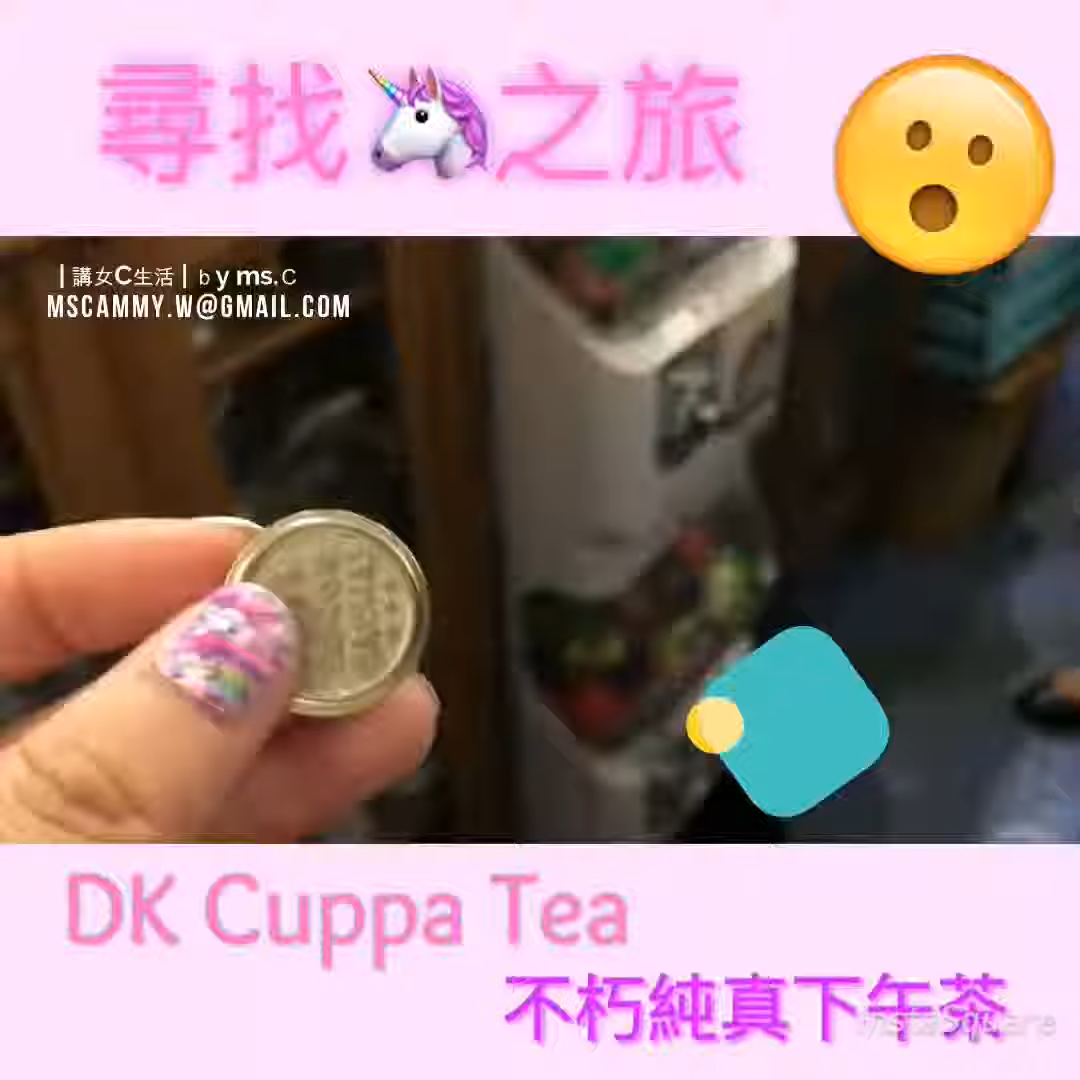 尋找🦄之旅
|講女C生活| by ms.C
MSCAMMY.W@GMAIL.COM
DK Cuppa Tea
不朽純真下午茶
InstaSquare